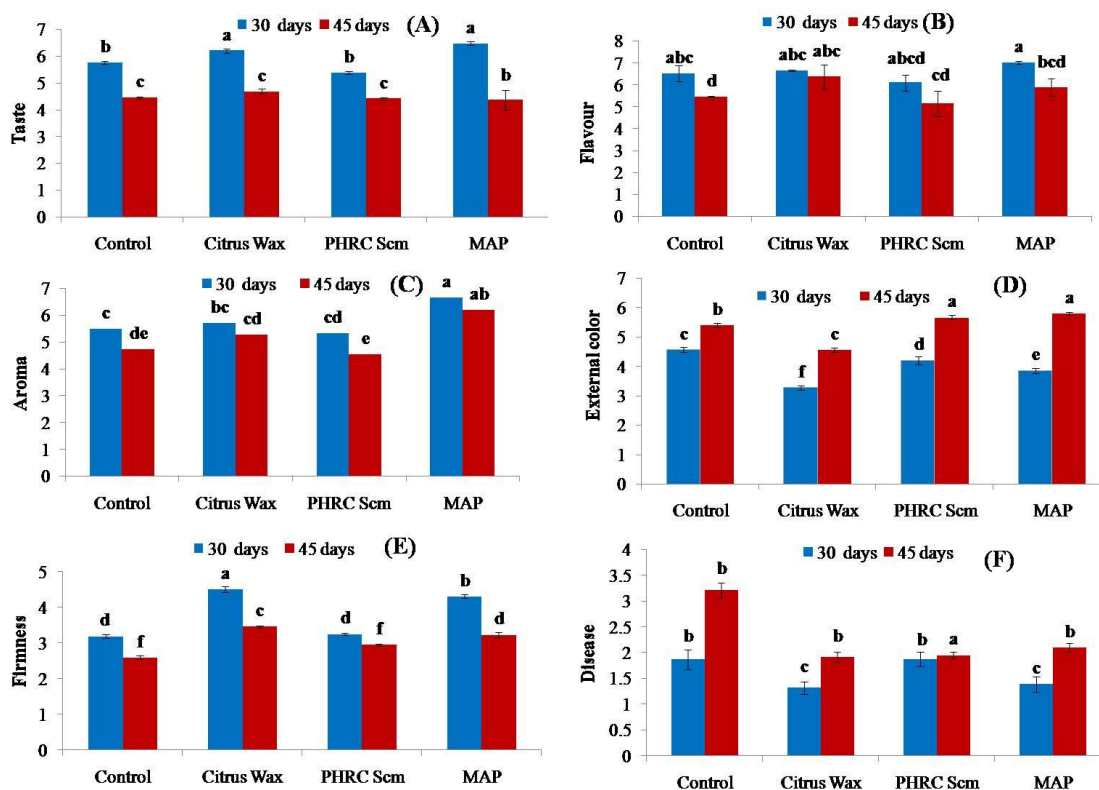 30 days 45 days (A)
7
6
5
4
3
2
1
0
Taste
b c a c b c a b
Control Citrus Wax PHRC Scm MAP
30 days 45 days (B)
8
7
6
5
4
3
2
1
0
Flavour
abc d abc abc abcd cd a bcd
Control Citrus Wax PHRC Scm MAP
30 days 45 days (C)
7
6
5
4
3
2
1
0
Aroma
c de bc cd cd e a ab
Control Citrus Wax PHRC Scm MAP
30 days 45 days (D)
7
6
5
4
3
2
1
0
External color
c b f c d a e a
Control Citrus Wax PHRC Scm MAP
30 days 45 days (E)
5
4
3
2
1
0
Firmness
d f a c d f b d
Control Citrus Wax PHRC Scm MAP
30 days 45 days (F)
4
3.5
3
2.5
2
1.5
1
0.5
0
Disease
b b c b b a c b
Control Citrus Wax PHRC Scm MAP